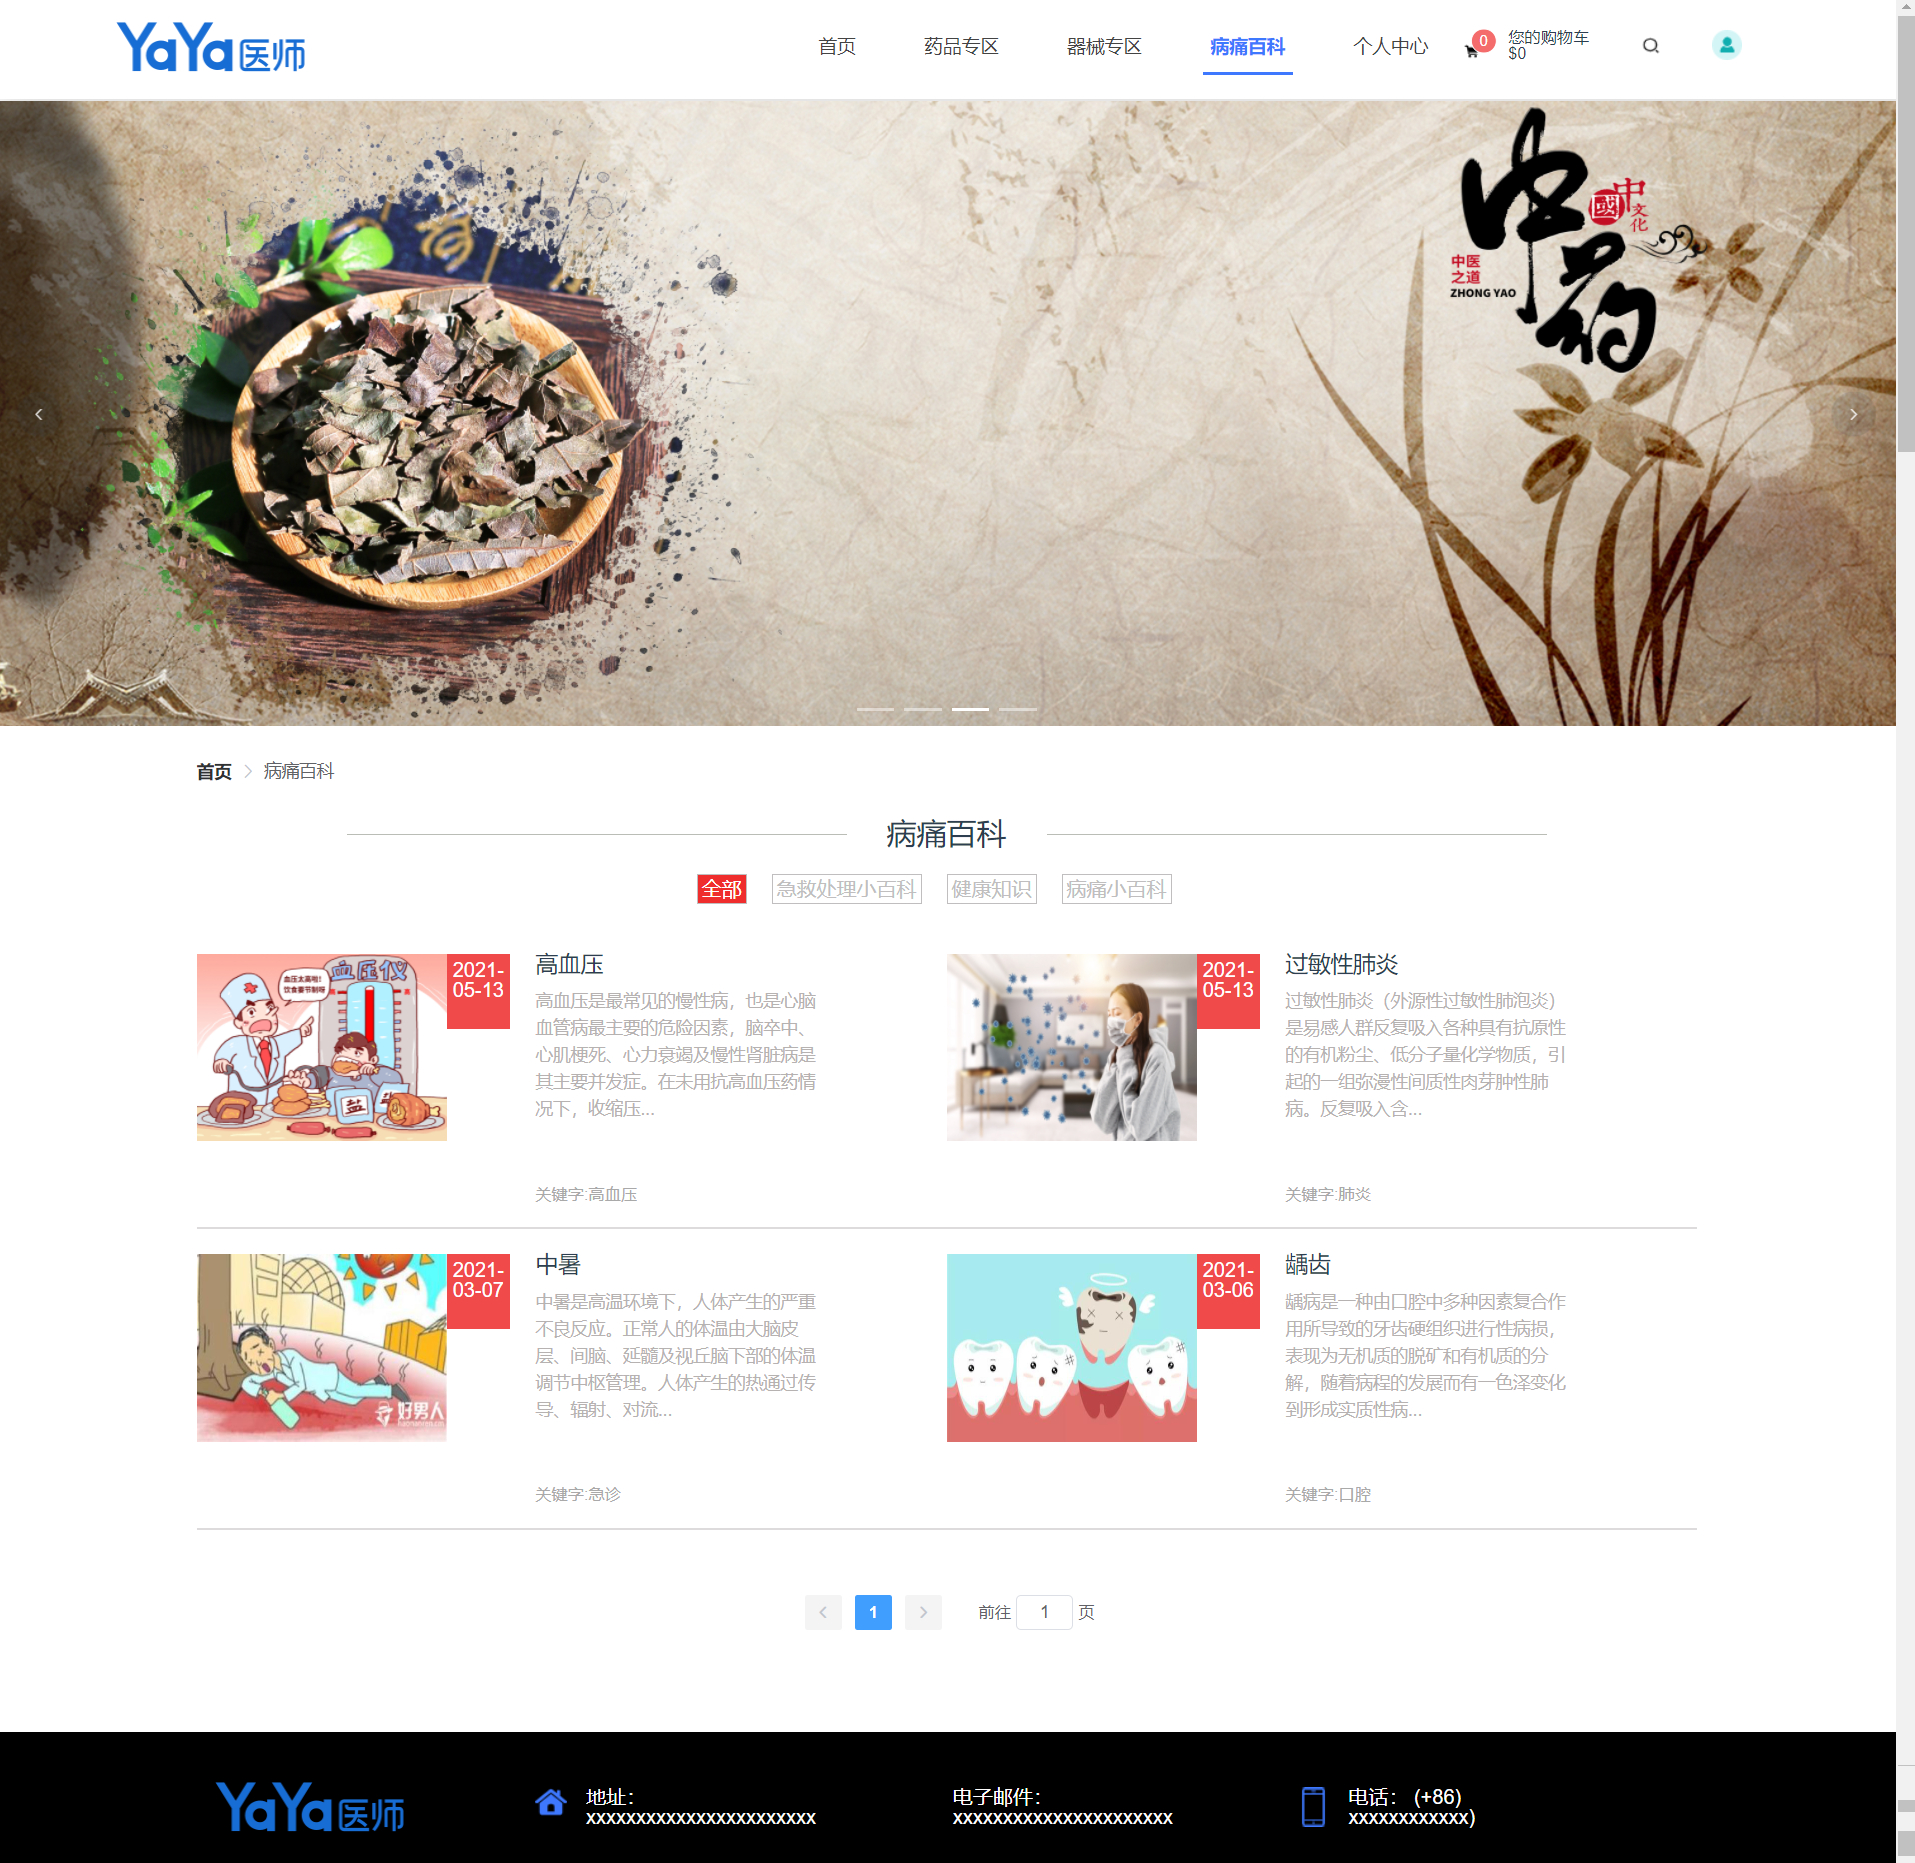 YaYa医师
首页
药品专区
器械专区
病痛百科
个人中心
0
您的购物车
$0
中药
中國
文化
中医
之道
ZHONG YAO
首页 > 病痛百科
病痛百科
全部
急救处理小百科
健康知识
病痛小百科
血压太高啦!
饮食要节制呀
血压仪
盐
盐
2021-
05-13
高血压
高血压是最常见的慢性病，也是心脑
血管病最主要的危险因素，脑卒中、
心肌梗死、心力衰竭及慢性肾脏病是
其主要并发症。在未用抗高血压药情
况下，收缩压...
关键字:高血压
2021-
05-13
过敏性肺炎
过敏性肺炎（外源性过敏性肺泡炎）
是易感人群反复吸入各种具有抗原性
的有机粉尘、低分子量化学物质，引
起的一组弥漫性间质性肉芽肿性肺
病。反复吸入含...
关键字:肺炎
好男人
2021-
03-07
中暑
中暑是高温环境下，人体产生的严重
不良反应。正常人的体温由大脑皮
层、间脑、延髓及视丘脑下部的体温
调节中枢管理。人体产生的热通过传
导、辐射、对流...
关键字:急诊
2021-
03-06
龋齿
龋病是一种由口腔中多种因素复合作
用所导致的牙齿硬组织进行性病损，
表现为无机质的脱矿和有机质的分
解，随着病程的发展而有一色泽变化
到形成实质性病...
关键字:口腔
1
前往 1 页
YaYa医师
地址：
xxxxxxxxxxxxxxxxxxxxxxx
电子邮件：
xxxxxxxxxxxxxxxxxxxxxx
电话： (+86)
xxxxxxxxxxxx)